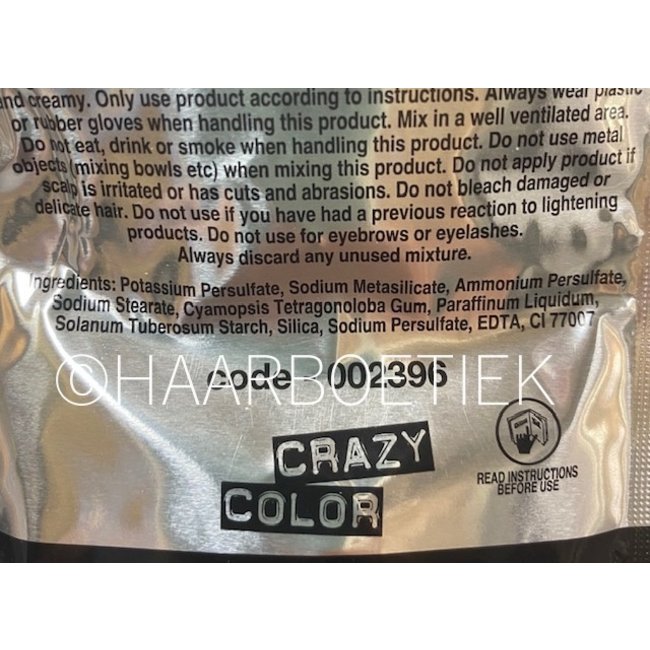 and creamy. Only use product according to instructions. Always wear plastic
or rubber gloves when handling this product. Mix in a well ventilated area.
Do not eat, drink or smoke when handling this product. Do not use metal
objects (mixing bowls etc) when mixing this product. Do not apply product if
scalp is irritated or has cuts and abrasions. Do not bleach damaged or
delicate hair. Do not use if you have had a previous reaction to lightening
products. Do not use for eyebrows or eyelashes.
Always discard any unused mixture.
Ingredients: Potassium Persulfate, Sodium Metasilicate, Ammonium Persulfate,
Sodium Stearate, Cyamopsis Tetragonoloba Gum, Paraffinum Liquidum,
Solanum Tuberosum Starch, Silica, Sodium Persulfate, EDTA, CI 77007
code 002396
©HAARBOETIEK
CRAZY
COLOR
READ INSTRUCTIONS
BEFORE USE